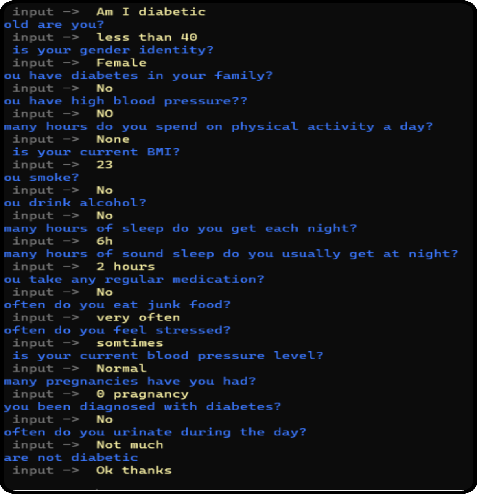 input -> Am I diabetic
old are you?
input -> less than 40
is your gender identity?
input -> Female
ou have diabetes in your family?
input -> No
ou have high blood pressure??
input -> NO
many hours do you spend on physical activity a day?
input -> None
is your current BMI?
input -> 23
ou smoke?
input -> No
ou drink alcohol?
input -> No
many hours of sleep do you get each night?
input -> 6h
many hours of sound sleep do you usually get at night?
input -> 2 hours
ou take any regular medication?
input -> No
often do you eat junk food?
input -> very often
often do you feel stressed?
input -> somtimes
is your current blood pressure level?
input -> Normal
many pregnancies have you had?
input -> 0 pragnancy
you been diagnosed with diabetes?
input -> No
often do you urinate during the day?
input -> Not much
are not diabetic
input -> Ok thanks